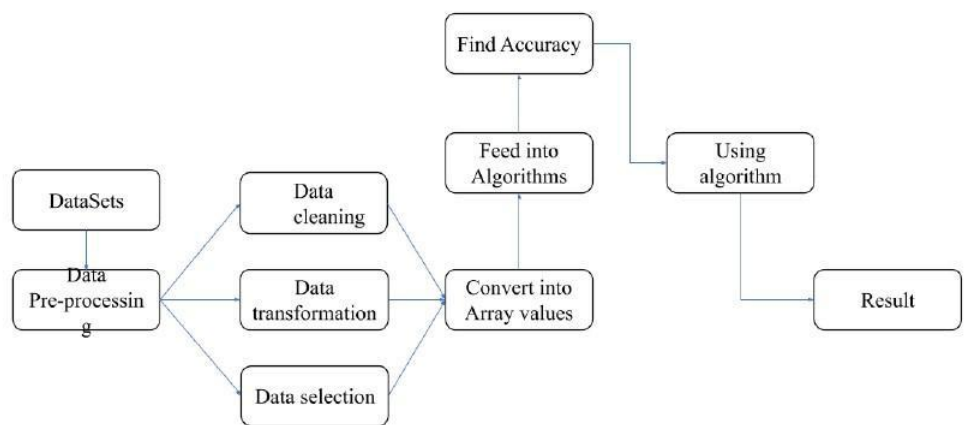 DataSets
Data
Pre-processin
g
Data
cleaning
Data
transformation
Data selection
Convert into
Array values
Feed into
Algorithms
Find Accuracy
Using
algorithm
Result